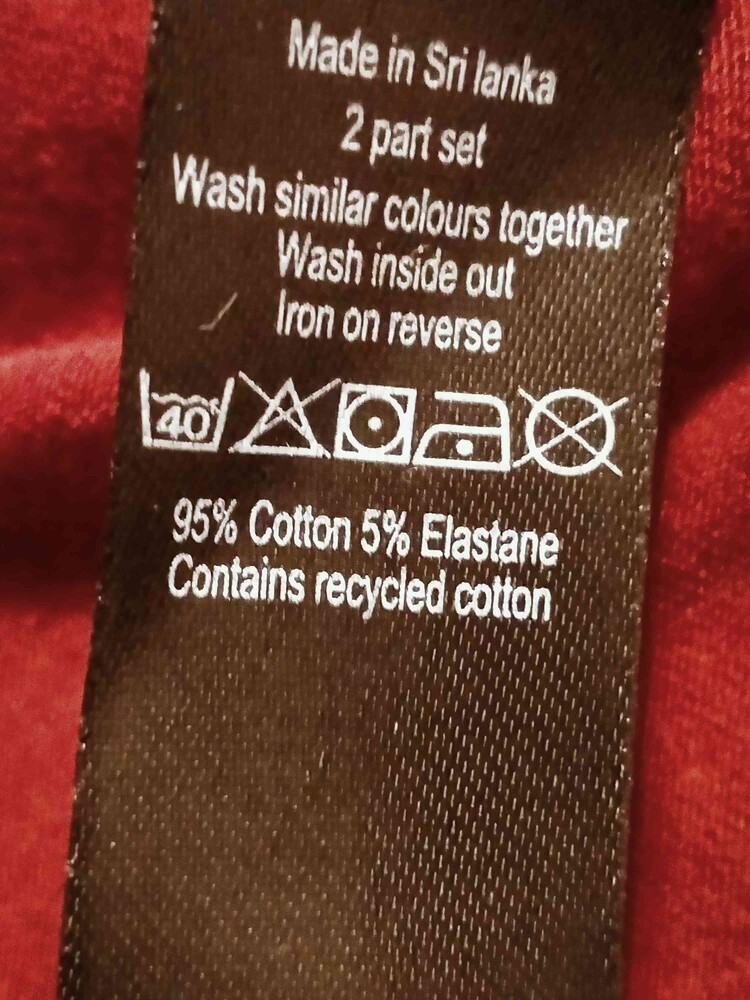 Made in Sri lanka
2 part set
Wash similar colours together
Wash inside out
Iron on reverse
40
95% Cotton 5% Elastane
Contains recycled cotton